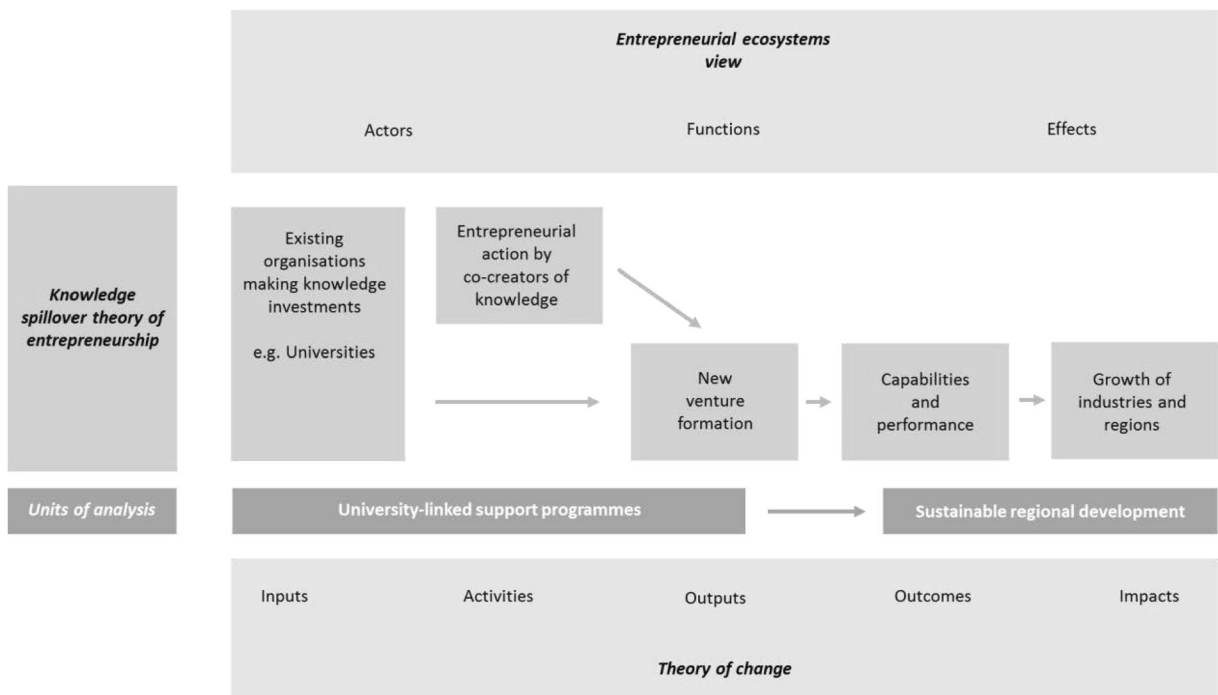 Entrepreneurial ecosystems
view
Actors
Functions
Effects
Knowledge
spillover theory of
entrepreneurship
Existing
organisations
making knowledge
investments
e.g. Universities
Entrepreneurial
action by
co-creators of
knowledge
New
venture
formation
Capabilities
and
performance
Growth of
industries and
regions
Units of analysis
University-linked support programmes
Sustainable regional development
Inputs
Activities
Outputs
Outcomes
Impacts
Theory of change